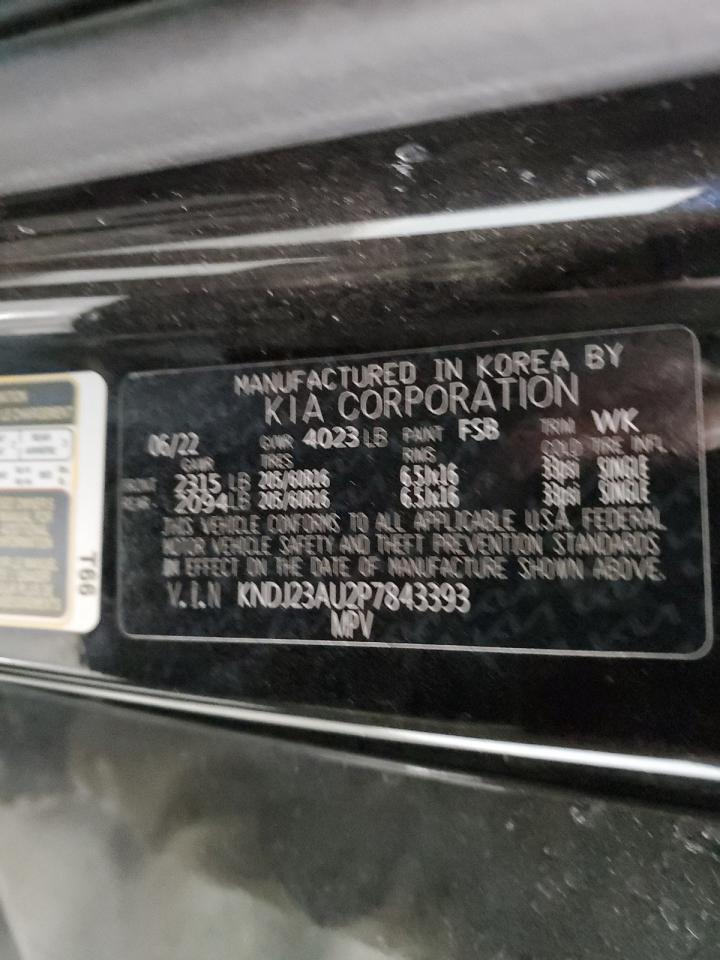 MANUFACTURED IN KOREA BY
KIA CORPORATION
06/22 GVWR 4023 LB PAINT FSB TRIM WK
GAWR TIRES RIMS COLD TIRE INFL.
FRONT 2315 LB 205/60R16 6.5Jx16 33psi SINGLE
REAR 2094 LB 205/60R16 6.5Jx16 33psi SINGLE
THIS VEHICLE CONFORMS TO ALL APPLICABLE U.S.A. FEDERAL
MOTOR VEHICLE SAFETY AND THEFT PREVENTION STANDARDS
IN EFFECT ON THE DATE OF MANUFACTURE SHOWN ABOVE.
V.I.N KNDJ23AU2P7843393
MPV
T66